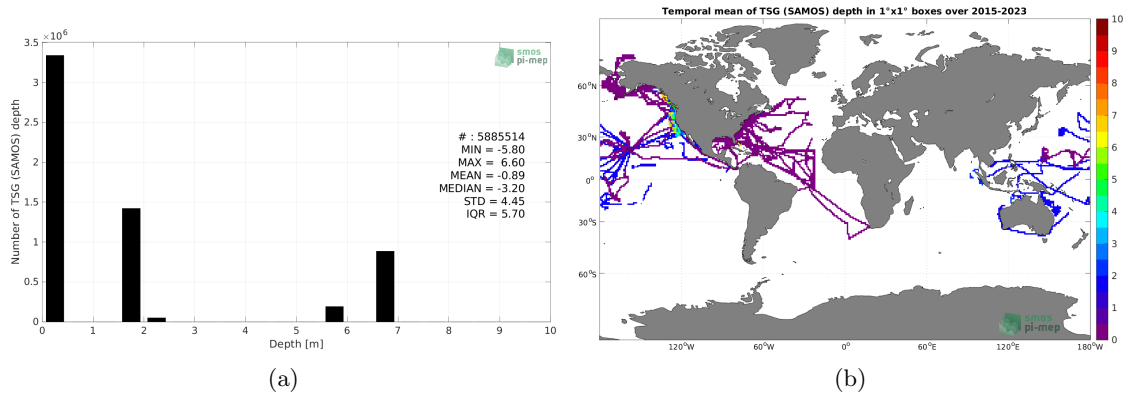 ×10⁶
3.5
3
2.5
2
1.5
1
0.5
0
Number of TSG (SAMOS) depth
smos
pi-mep
# : 5885514
MIN = -5.80
MAX = 6.60
MEAN = -0.89
MEDIAN = -3.20
STD = 4.45
IQR = 5.70
0 1 2 3 4 5 6 7 8 9 10
Depth [m]
(a)
Temporal mean of TSG (SAMOS) depth in 1°x1° boxes over 2015-2023
60°N
30°N
0°
30°S
60°S
120°W 60°W 0° 60°E 120°E 180°W
smos
pi-mep
10
9
8
7
6
5
4
3
2
1
0
(b)